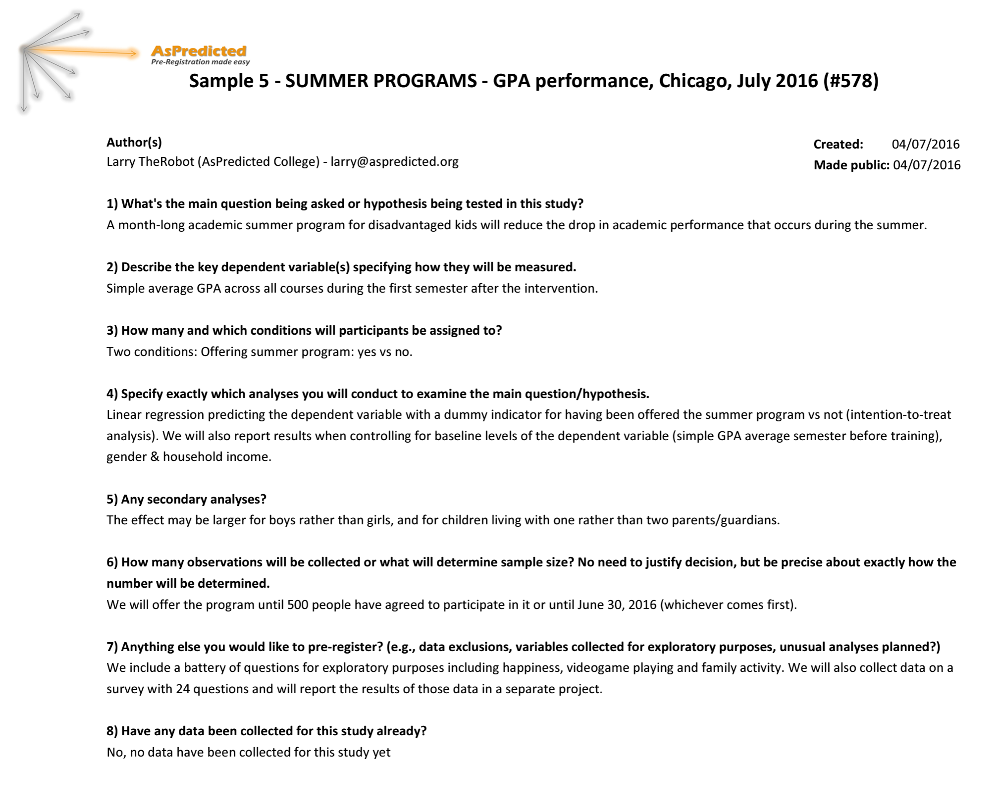 AsPredicted
Pre-Registration made easy
Sample 5 - SUMMER PROGRAMS - GPA performance, Chicago, July 2016 (#578)
Author(s)
Larry TheRobot (AsPredicted College) - larry@aspredicted.org
Created: 04/07/2016
Made public: 04/07/2016
1) What's the main question being asked or hypothesis being tested in this study?
A month-long academic summer program for disadvantaged kids will reduce the drop in academic performance that occurs during the summer.
2) Describe the key dependent variable(s) specifying how they will be measured.
Simple average GPA across all courses during the first semester after the intervention.
3) How many and which conditions will participants be assigned to?
Two conditions: Offering summer program: yes vs no.
4) Specify exactly which analyses you will conduct to examine the main question/hypothesis.
Linear regression predicting the dependent variable with a dummy indicator for having been offered the summer program vs not (intention-to-treat
analysis). We will also report results when controlling for baseline levels of the dependent variable (simple GPA average semester before training),
gender & household income.
5) Any secondary analyses?
The effect may be larger for boys rather than girls, and for children living with one rather than two parents/guardians.
6) How many observations will be collected or what will determine sample size? No need to justify decision, but be precise about exactly how the
number will be determined.
We will offer the program until 500 people have agreed to participate in it or until June 30, 2016 (whichever comes first).
7) Anything else you would like to pre-register? (e.g., data exclusions, variables collected for exploratory purposes, unusual analyses planned?)
We include a battery of questions for exploratory purposes including happiness, videogame playing and family activity. We will also collect data on a
survey with 24 questions and will report the results of those data in a separate project.
8) Have any data been collected for this study already?
No, no data have been collected for this study yet